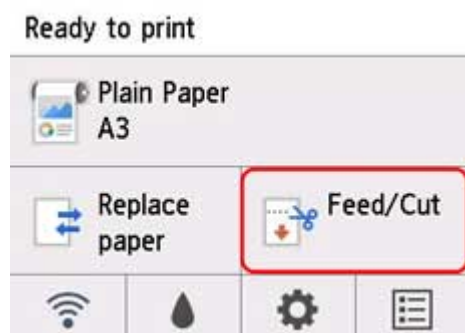 Ready to print
Plain Paper
A3
Replace
paper
Feed/Cut